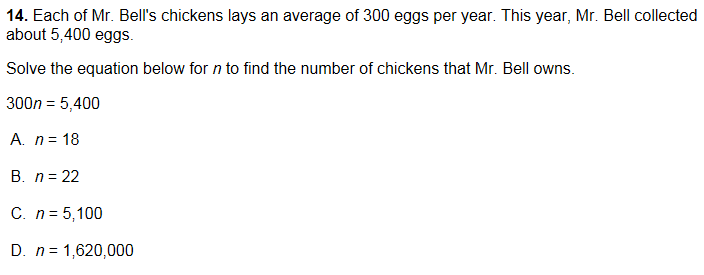 14. Each of Mr. Bell's chickens lays an average of 300 eggs per year. This year, Mr. Bell collected
about 5,400 eggs.
Solve the equation below for n to find the number of chickens that Mr. Bell owns.
300n = 5,400
A. n = 18
B. n = 22
C. n = 5,100
D. n = 1,620,000